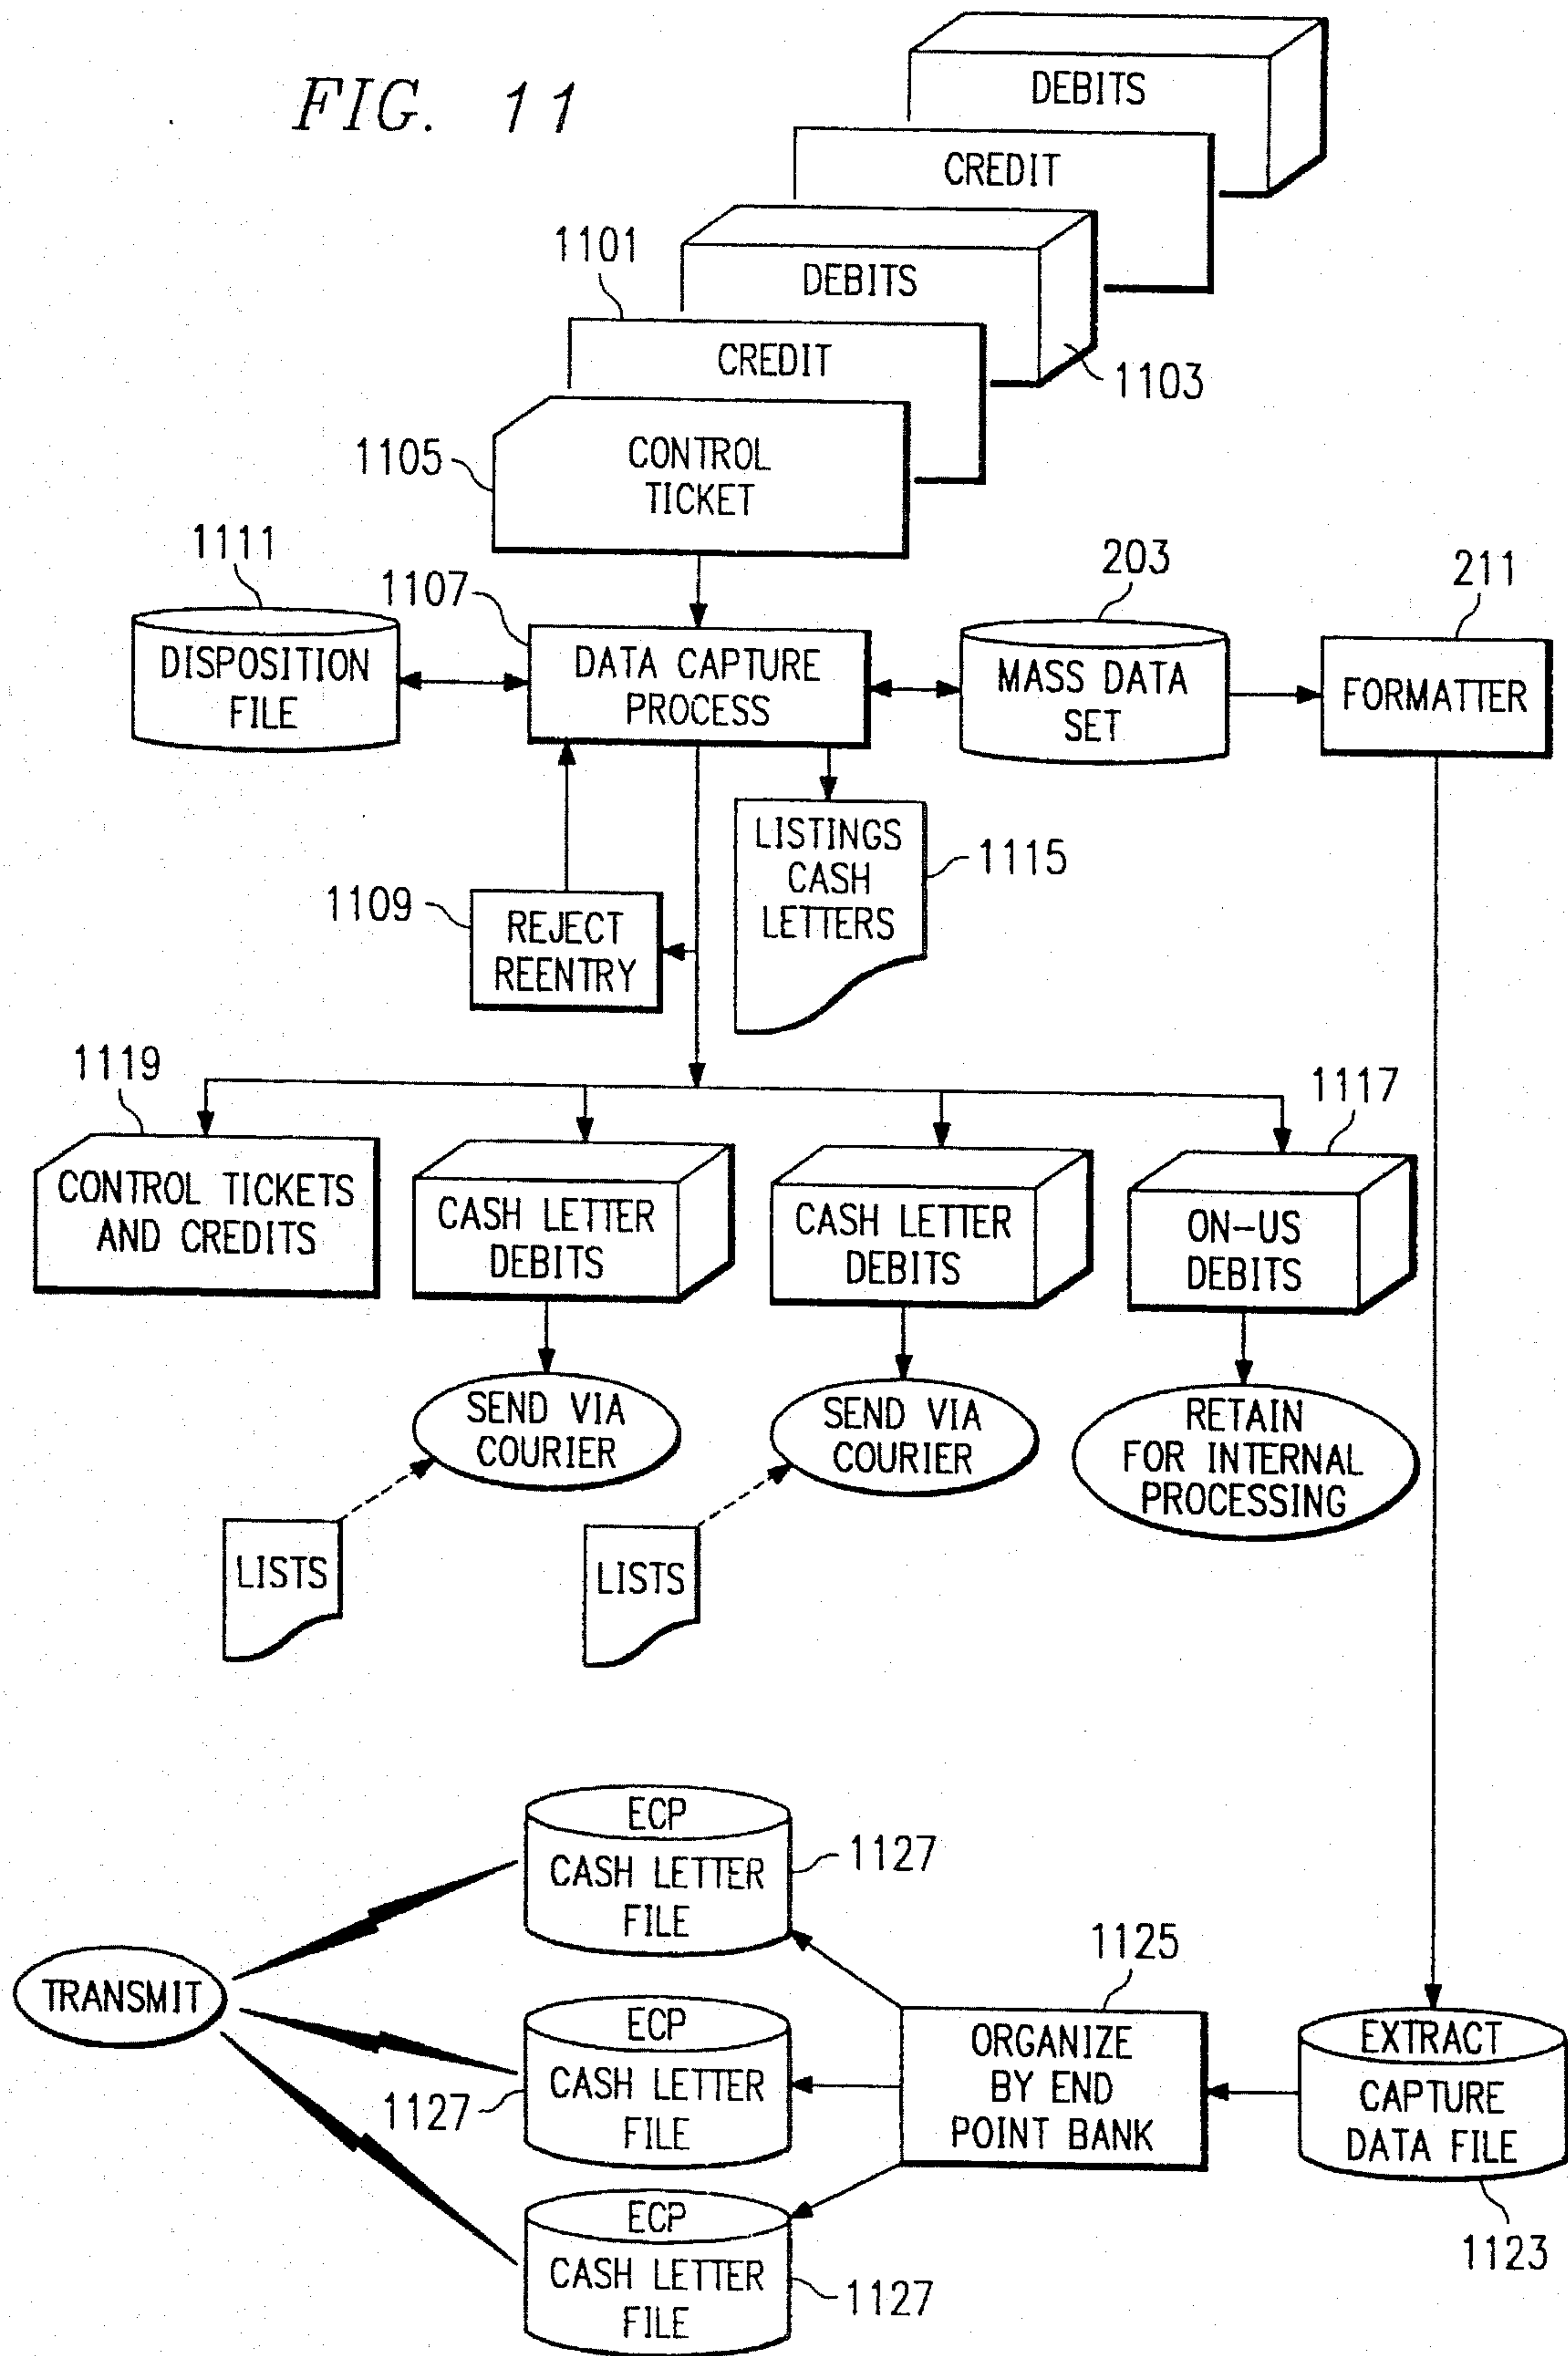 FIG. 11
DEBITS
CREDIT
1101
DEBITS
CREDIT
1103
1105
CONTROL
TICKET
1111
1107
203
211
DISPOSITION
FILE
DATA CAPTURE
PROCESS
MASS DATA
SET
FORMATTER
LISTINGS
CASH
LETTERS
1115
1109
REJECT
REENTRY
1119
1117
CONTROL TICKETS
AND CREDITS
CASH LETTER
DEBITS
CASH LETTER
DEBITS
ON-US
DEBITS
SEND VIA
COURIER
SEND VIA
COURIER
RETAIN
FOR INTERNAL
PROCESSING
LISTS
LISTS
ECP
CASH LETTER
FILE
1127
1125
TRANSMIT
ECP
CASH LETTER
FILE
1127
ORGANIZE
BY END
POINT BANK
EXTRACT
CAPTURE
DATA FILE
1123
ECP
CASH LETTER
FILE
1127